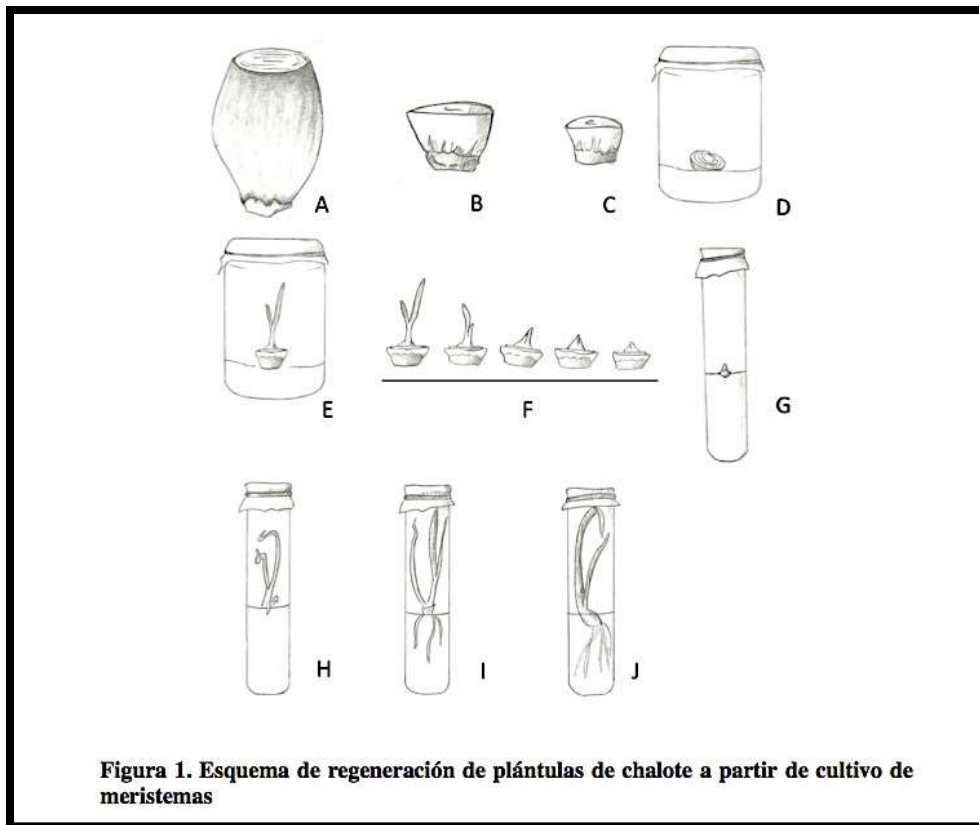 A
B
C
D
E
F
G
H
I
J
Figura 1. Esquema de regeneración de plántulas de chalote a partir de cultivo de
meristemas